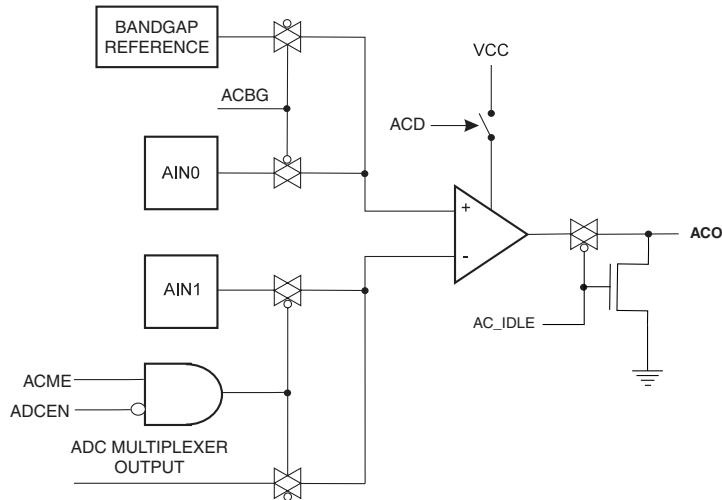 BANDGAP
REFERENCE
VCC
ACBG
ACD
AIN0
+
ACO
-
AIN1
AC_IDLE
ACME
ADCEN
ADC MULTIPLEXER
OUTPUT